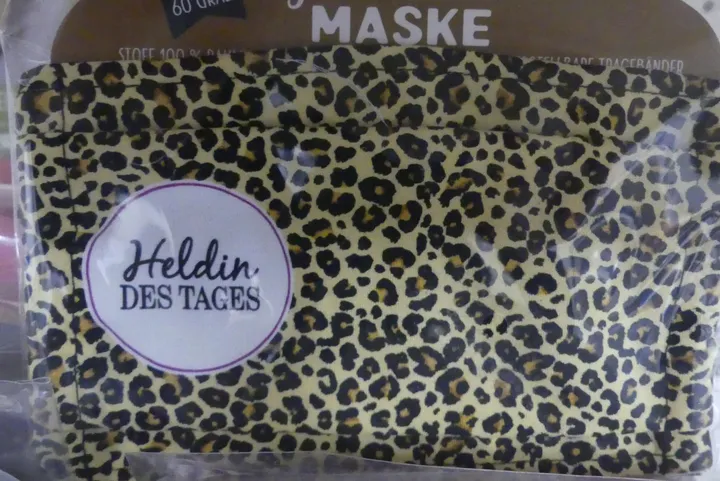 60 GRAD
MASKE
STOFF 100 %
TRAGEBÄNDER
Heldin
DES TAGES